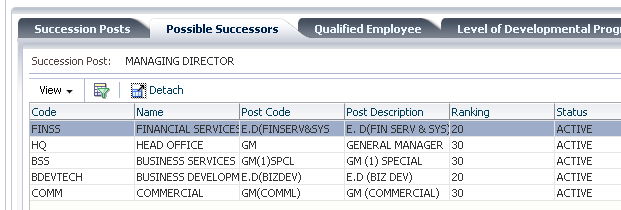 Succession Posts Possible Successors Qualified Employee Level of Developmental Prog
Succession Post: MANAGING DIRECTOR
View Detach
Code Name Post Code Post Description Ranking Status
FINSS FINANCIAL SERVICES E.D(FINSERV&SYS E. D(FIN SERV & SYS) 20 ACTIVE
HQ HEAD OFFICE GM GENERAL MANAGER 30 ACTIVE
BSS BUSINESS SERVICES GM(1)SPCL GM (1) SPECIAL 30 ACTIVE
BDEVTECH BUSINESS DEVELOPM E.D(BIZDEV) E.D (BIZ DEV) 20 ACTIVE
COMM COMMERCIAL GM(COMML) GM (COMMERCIAL) 30 ACTIVE